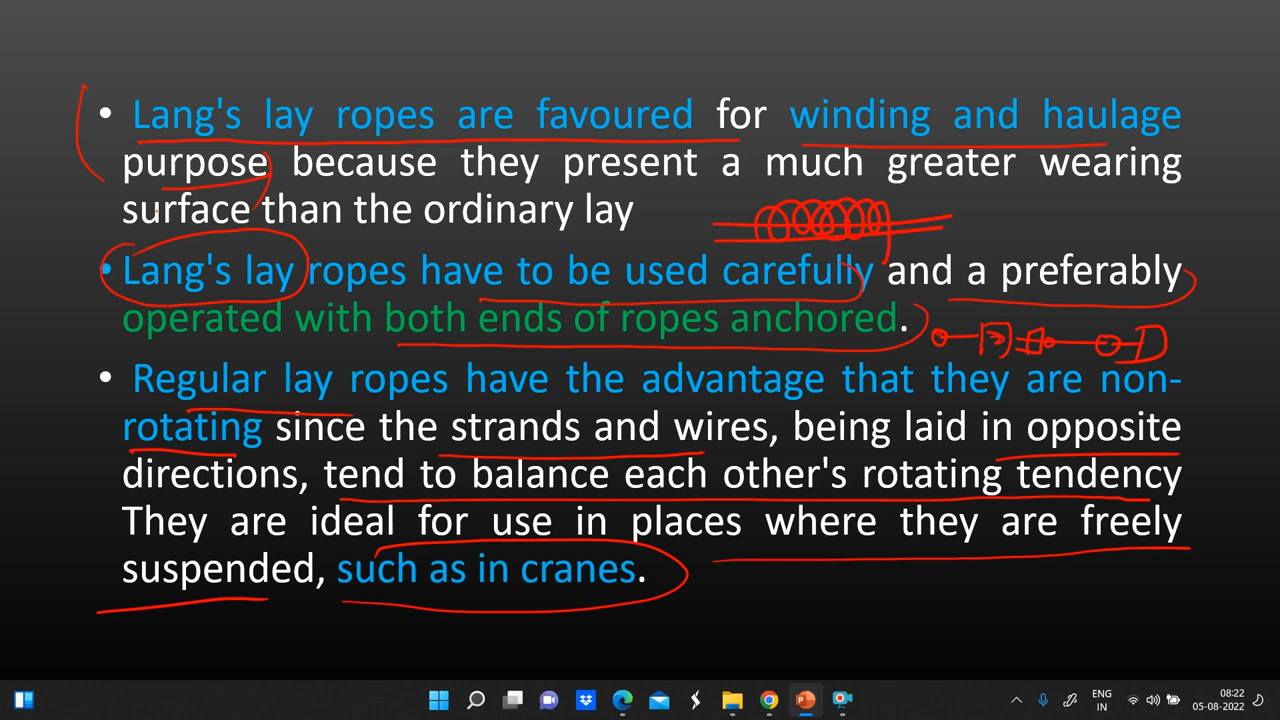 • Lang's lay ropes are favoured for winding and haulage
purpose because they present a much greater wearing
surface than the ordinary lay
• Lang's lay ropes have to be used carefully and a preferably
operated with both ends of ropes anchored.
• Regular lay ropes have the advantage that they are non-
rotating since the strands and wires, being laid in opposite
directions, tend to balance each other's rotating tendency
They are ideal for use in places where they are freely
suspended, such as in cranes.
ENG
IN
08:22
05-08-2022